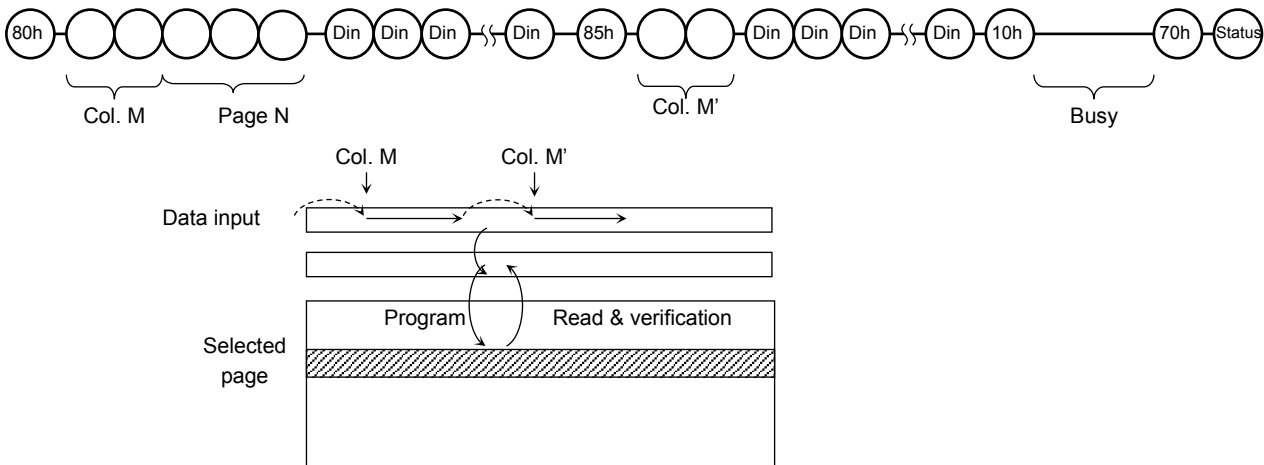 80h Din Din Din Din 85h Din Din Din Din 10h 70h Status
Col. M Page N Col. M’ Busy
Col. M Col. M’
Data input
Program Read & verification
Selected
page